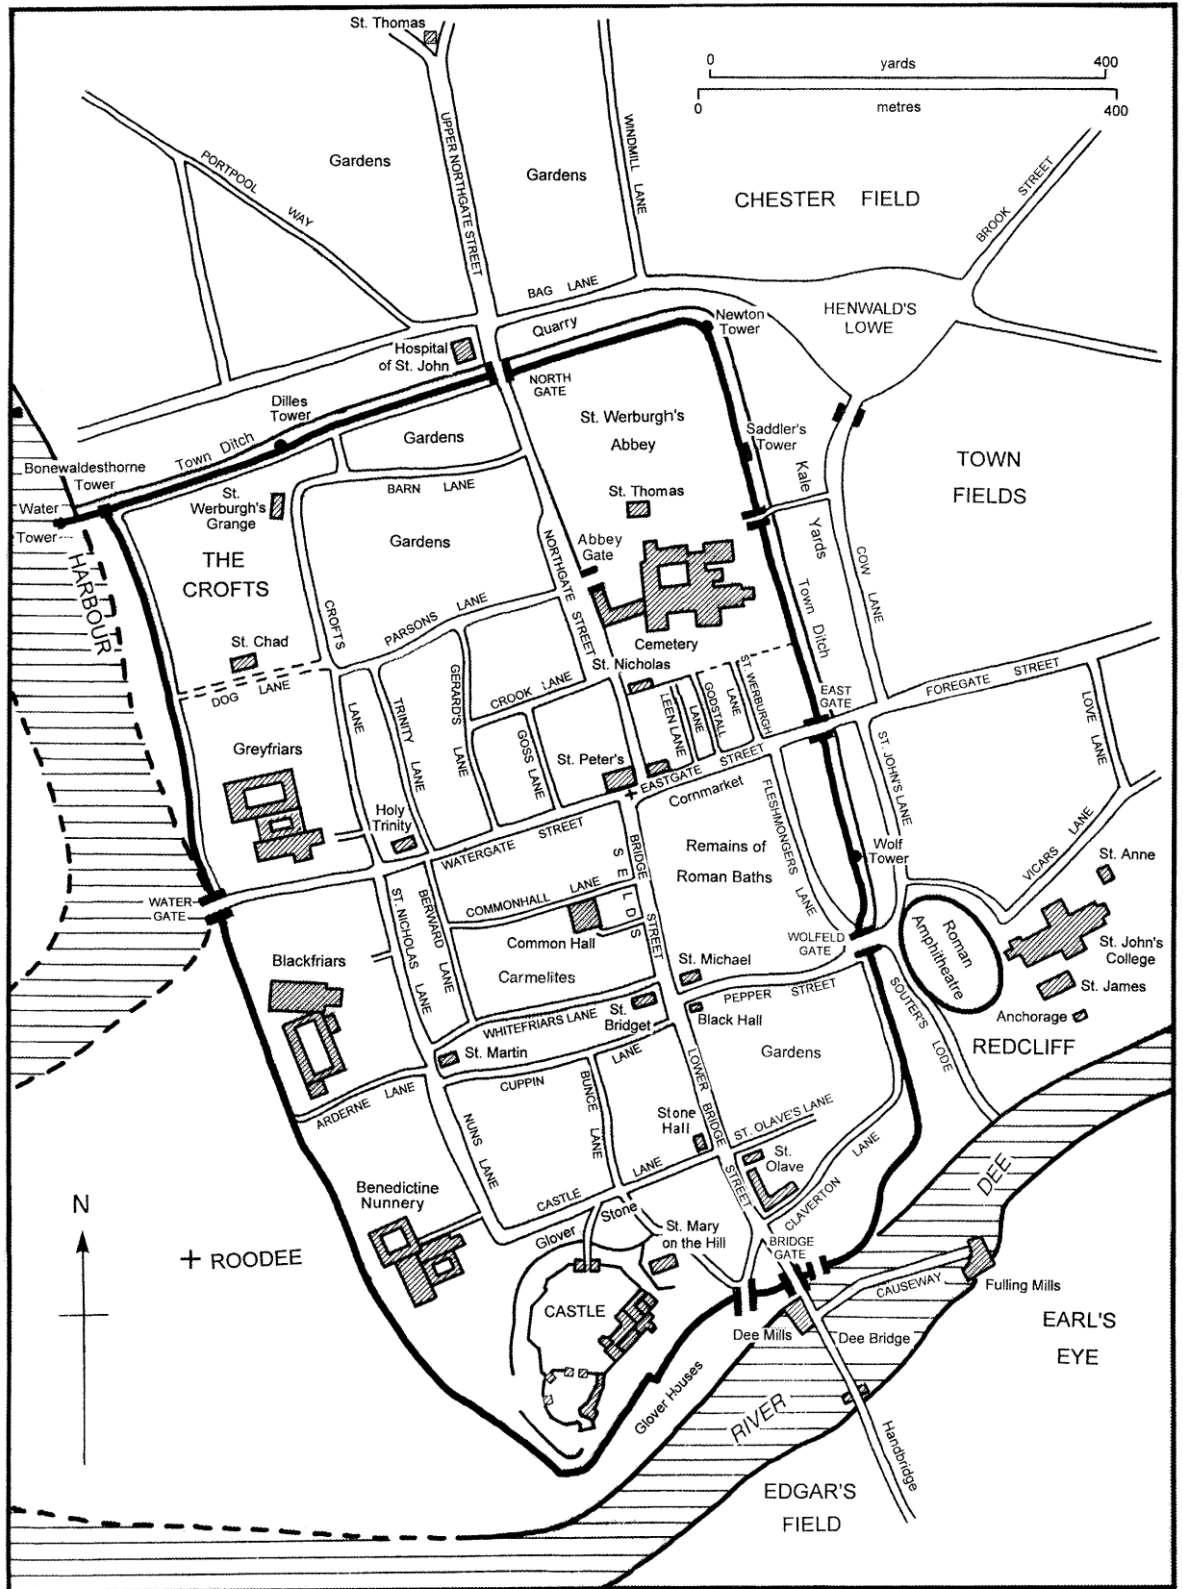 St. Thomas
0 yards 400
0 metres 400
PORTPOOL WAY
Gardens
UPPER NORTHGATE STREET
Gardens
WINDMILL LANE
CHESTER FIELD
BROOK STREET
BAG LANE
HENWALD'S
LOWE
Quarry
Newton
Tower
Hospital
of St. John
NORTH
GATE
Dilles
Tower
Town Ditch
Gardens
St. Werburgh's
Abbey
Saddler's
Tower
Kale Yards
TOWN
FIELDS
Bonewaldesthorne
Tower
Water
Tower
St.
Werburgh's
Grange
BARN LANE
St. Thomas
HARBOUR
THE
CROFTS
Gardens
Abbey
Gate
NORTHGATE STREET
Town Ditch
COW LANE
CROFTS LANE
PARSONS LANE
Cemetery
St. Chad
DOG LANE
St. Nicholas
TRINITY LANE
GERARD'S LANE
CROOK LANE
GOSS LANE
LEEN LANE
GODSTALL LANE
ST. WERBURGH LANE
EAST
GATE
FOREGATE STREET
LOVE LANE
Greyfriars
St. Peter's
EASTGATE STREET
Cornmarket
ST. JOHN'S LANE
Holy
Trinity
WATERGATE STREET
FLESHMONGERS LANE
Wolf
Tower
VICARS LANE
BRIDGE STREET
SELDS
Remains of
Roman Baths
St. Anne
WATER
GATE
ST. NICHOLAS LANE
BERWARD LANE
COMMONHALL LANE
Common Hall
WOLFELD
GATE
Roman
Amphitheatre
St. John's
College
Blackfriars
Carmelites
St. Michael
St. James
PEPPER STREET
SOUTER'S LODE
WHITEFRIARS LANE
St.
Bridget
Black Hall
Anchorage
St. Martin
Gardens
REDCLIFF
ARDERNE LANE
CUPPIN LANE
BUNCE LANE
LOWER BRIDGE STREET
NUNS LANE
Stone
Hall
ST. OLAVE'S LANE
St.
Olave
CLAVERTON LANE
RIVER DEE
Benedictine
Nunnery
CASTLE LANE
N
Glover Stone
St. Mary
on the Hill
BRIDGE
GATE
ROODEE
CAUSEWAY
Fulling Mills
CASTLE
Dee Mills
Dee Bridge
EARL'S
EYE
Glover Houses
Handbridge
EDGAR'S
FIELD